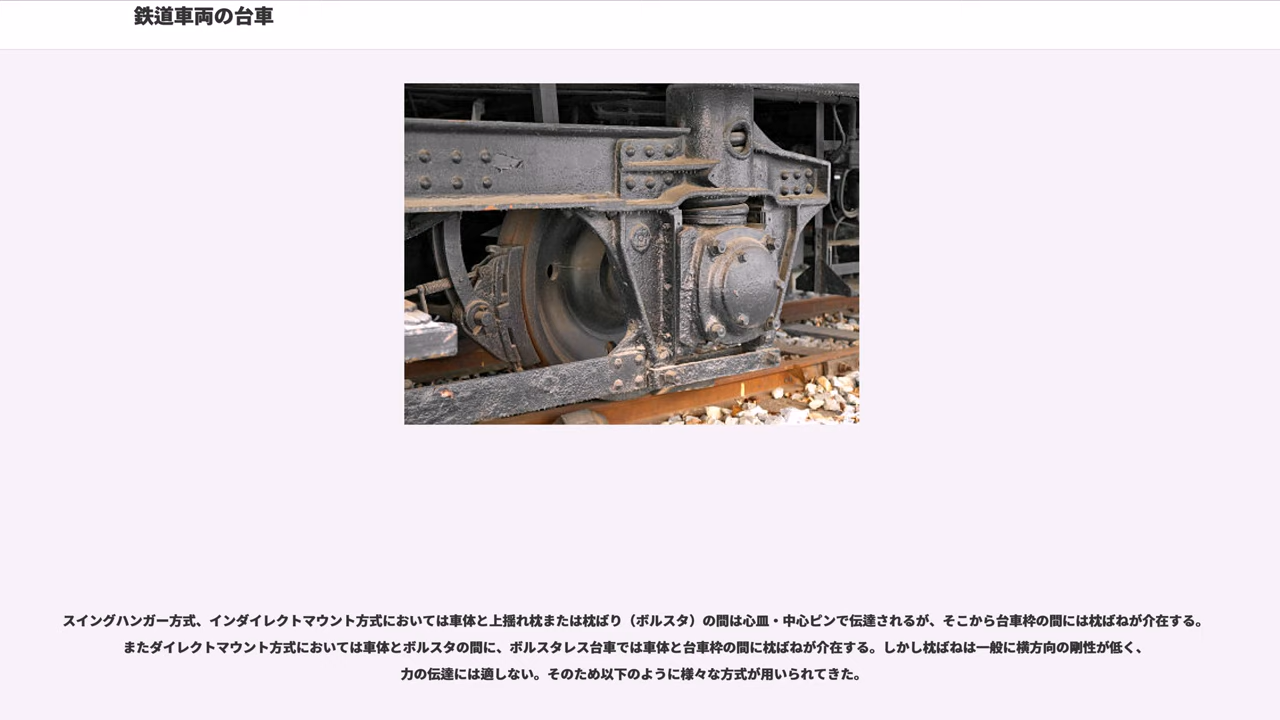 鉄道車両の台車
スイングハンガー方式、インダイレクトマウント方式においては車体と上揺れ枕または枕ばり（ボルスタ）の間は心皿・中心ピンで伝達されるが、そこから台車枠の間には枕ばねが介在する。
またダイレクトマウント方式においては車体とボルスタの間に、ボルスタレス台車では車体と台車枠の間に枕ばねが介在する。しかし枕ばねは一般に横方向の剛性が低く、
力の伝達には適しない。そのため以下のように様々な方式が用いられてきた。